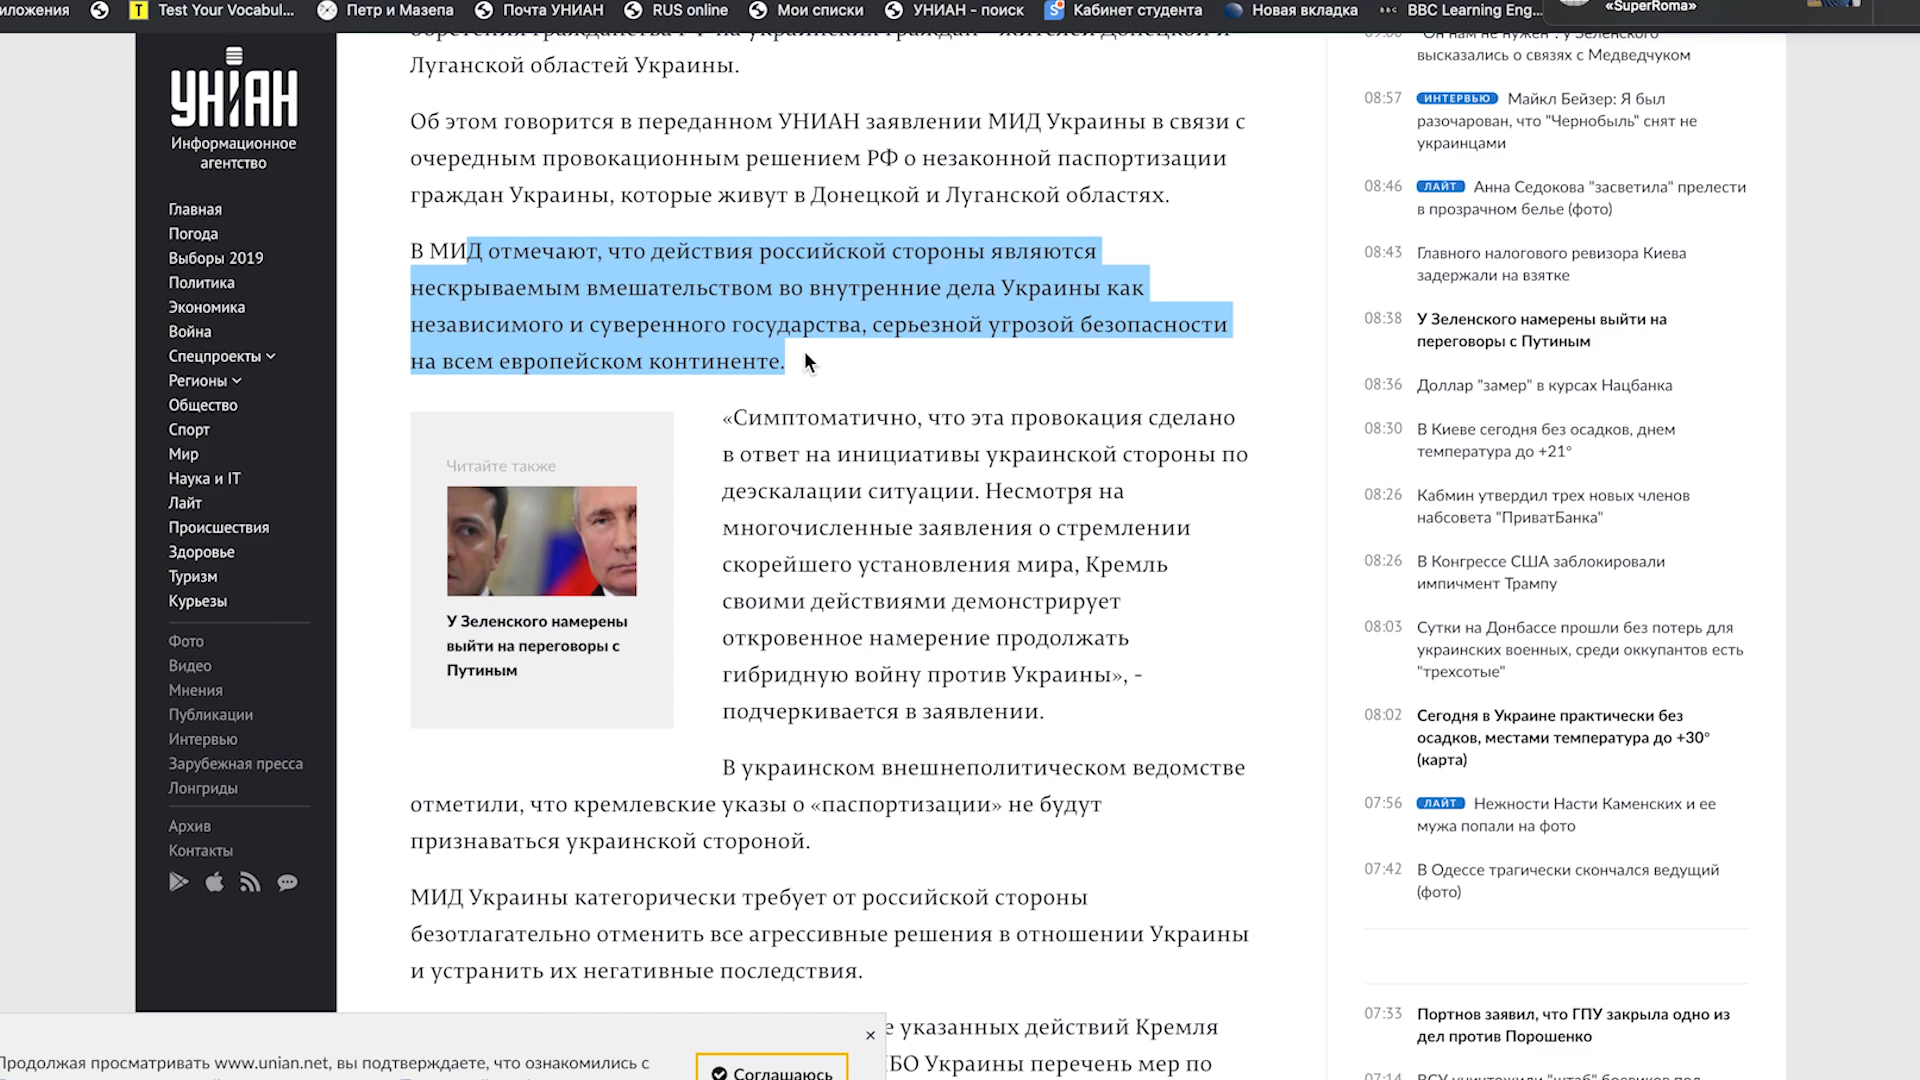 иложения
Test Your Vocabul...
Петр и Мазепа
Почта УНИАН
RUS online
Мои списки
УНИАН - поиск
Кабинет студента
Новая вкладка
BBC Learning Eng...
«SuperRoma»
УНІАН
Информационное
агентство
Главная
Погода
Выборы 2019
Политика
Экономика
Война
Спецпроекты
Регионы
Общество
Спорт
Мир
Наука и IT
Лайт
Происшествия
Здоровье
Туризм
Курьезы
Фото
Видео
Мнения
Публикации
Интервью
Зарубежная пресса
Лонгриды
Архив
Контакты
Луганской областей Украины.
Об этом говорится в переданном УНИАН заявлении МИД Украины в связи с
очередным провокационным решением РФ о незаконной паспортизации
граждан Украины, которые живут в Донецкой и Луганской областях.
В МИД отмечают, что действия российской стороны являются
нескрываемым вмешательством во внутренние дела Украины как
независимого и суверенного государства, серьезной угрозой безопасности
на всем европейском континенте.
Читайте также
У Зеленского намерены
выйти на переговоры с
Путиным
«Симптоматично, что эта провокация сделано
в ответ на инициативы украинской стороны по
деэскалации ситуации. Несмотря на
многочисленные заявления о стремлении
скорейшего установления мира, Кремль
своими действиями демонстрирует
откровенное намерение продолжать
гибридную войну против Украины», -
подчеркивается в заявлении.
В украинском внешнеполитическом ведомстве
отметили, что кремлевские указы о «паспортизации» не будут
признаваться украинской стороной.
МИД Украины категорически требует от российской стороны
безотлагательно отменить все агрессивные решения в отношении Украины
и устранить их негативные последствия.
е указанных действий Кремля
БО Украины перечень мер по
Продолжая просматривать www.unian.net, вы подтверждаете, что ознакомились с
×
Соглашаюсь
"Он нам не нужен": у Зеленского
высказались о связях с Медведчуком
08:57 ИНТЕРВЬЮ Майкл Бейзер: Я был
разочарован, что "Чернобыль" снят не
украинцами
08:46 ЛАЙТ Анна Седокова "засветила" прелести
в прозрачном белье (фото)
08:43 Главного налогового ревизора Киева
задержали на взятке
08:38 У Зеленского намерены выйти на
переговоры с Путиным
08:36 Доллар "замер" в курсах Нацбанка
08:30 В Киеве сегодня без осадков, днем
температура до +21°
08:26 Кабмин утвердил трех новых членов
набсовета "ПриватБанка"
08:26 В Конгрессе США заблокировали
импичмент Трампу
08:03 Сутки на Донбассе прошли без потерь для
украинских военных, среди оккупантов есть
"трехсотые"
08:02 Сегодня в Украине практически без
осадков, местами температура до +30°
(карта)
07:56 ЛАЙТ Нежности Насти Каменских и ее
мужа попали на фото
07:42 В Одессе трагически скончался ведущий
(фото)
07:33 Портнов заявил, что ГПУ закрыла одно из
дел против Порошенко